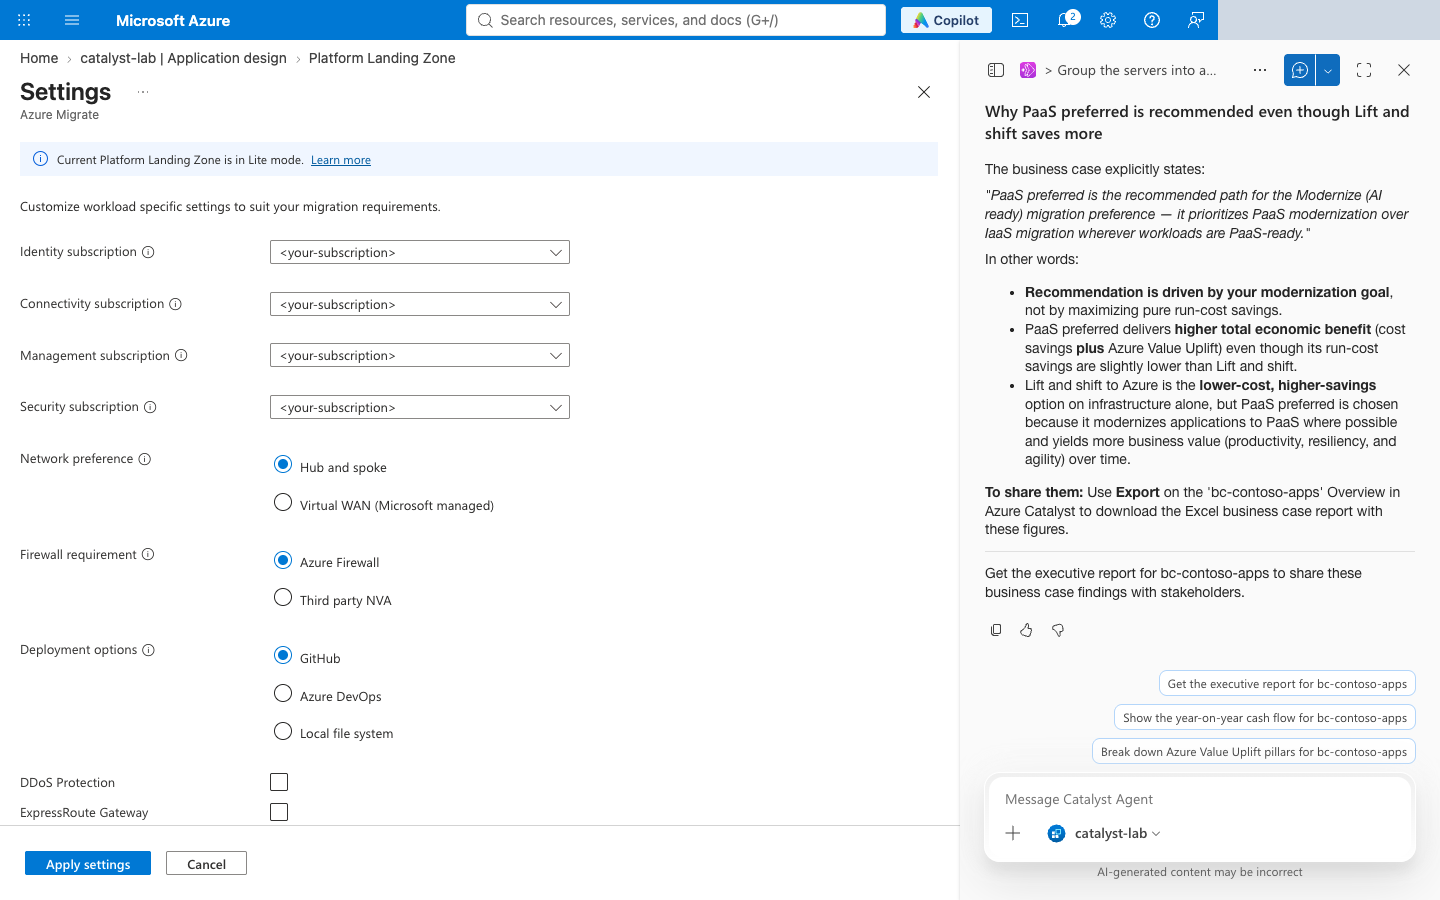 Microsoft Azure
Search resources, services, and docs (G+/)
Copilot
2
Home > catalyst-lab | Application design > Platform Landing Zone
Settings
Azure Migrate
Current Platform Landing Zone is in Lite mode. Learn more
Customize workload specific settings to suit your migration requirements.
Identity subscription
<your-subscription>
Connectivity subscription
<your-subscription>
Management subscription
<your-subscription>
Security subscription
<your-subscription>
Network preference
Hub and spoke
Virtual WAN (Microsoft managed)
Firewall requirement
Azure Firewall
Third party NVA
Deployment options
GitHub
Azure DevOps
Local file system
DDoS Protection
ExpressRoute Gateway
Apply settings
Cancel
> Group the servers into a...
Why PaaS preferred is recommended even though Lift and
shift saves more
The business case explicitly states:
"PaaS preferred is the recommended path for the Modernize (AI
ready) migration preference — it prioritizes PaaS modernization over
IaaS migration wherever workloads are PaaS-ready."
In other words:
• Recommendation is driven by your modernization goal,
not by maximizing pure run-cost savings.
• PaaS preferred delivers higher total economic benefit (cost
savings plus Azure Value Uplift) even though its run-cost
savings are slightly lower than Lift and shift.
• Lift and shift to Azure is the lower-cost, higher-savings
option on infrastructure alone, but PaaS preferred is chosen
because it modernizes applications to PaaS where possible
and yields more business value (productivity, resiliency, and
agility) over time.
To share them: Use Export on the 'bc-contoso-apps' Overview in
Azure Catalyst to download the Excel business case report with
these figures.
Get the executive report for bc-contoso-apps to share these
business case findings with stakeholders.
Get the executive report for bc-contoso-apps
Show the year-on-year cash flow for bc-contoso-apps
Break down Azure Value Uplift pillars for bc-contoso-apps
Message Catalyst Agent
catalyst-lab
AI-generated content may be incorrect